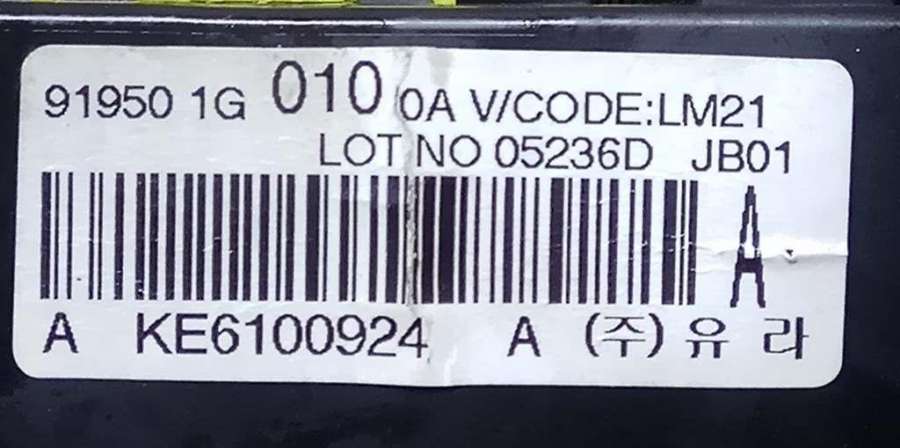 91950 1G 010 0A V/CODE:LM21
LOT NO 05236D JB01
A
A KE6100924 A (주) 유 라